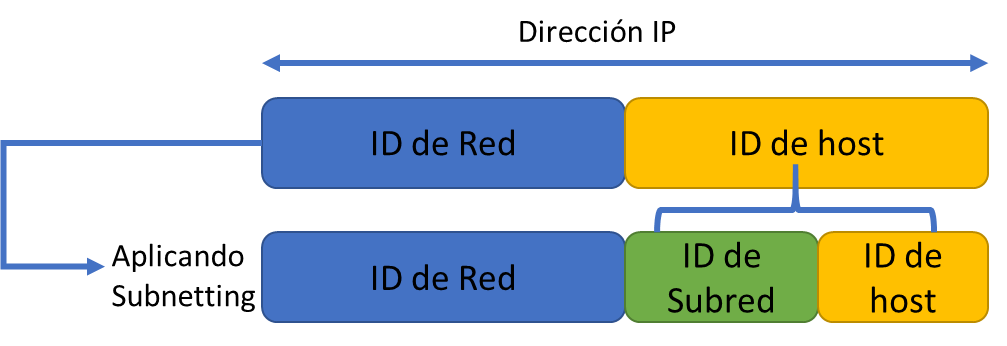 Dirección IP
ID de Red
ID de host
Aplicando
Subnetting
ID de Red
ID de
Subred
ID de
host